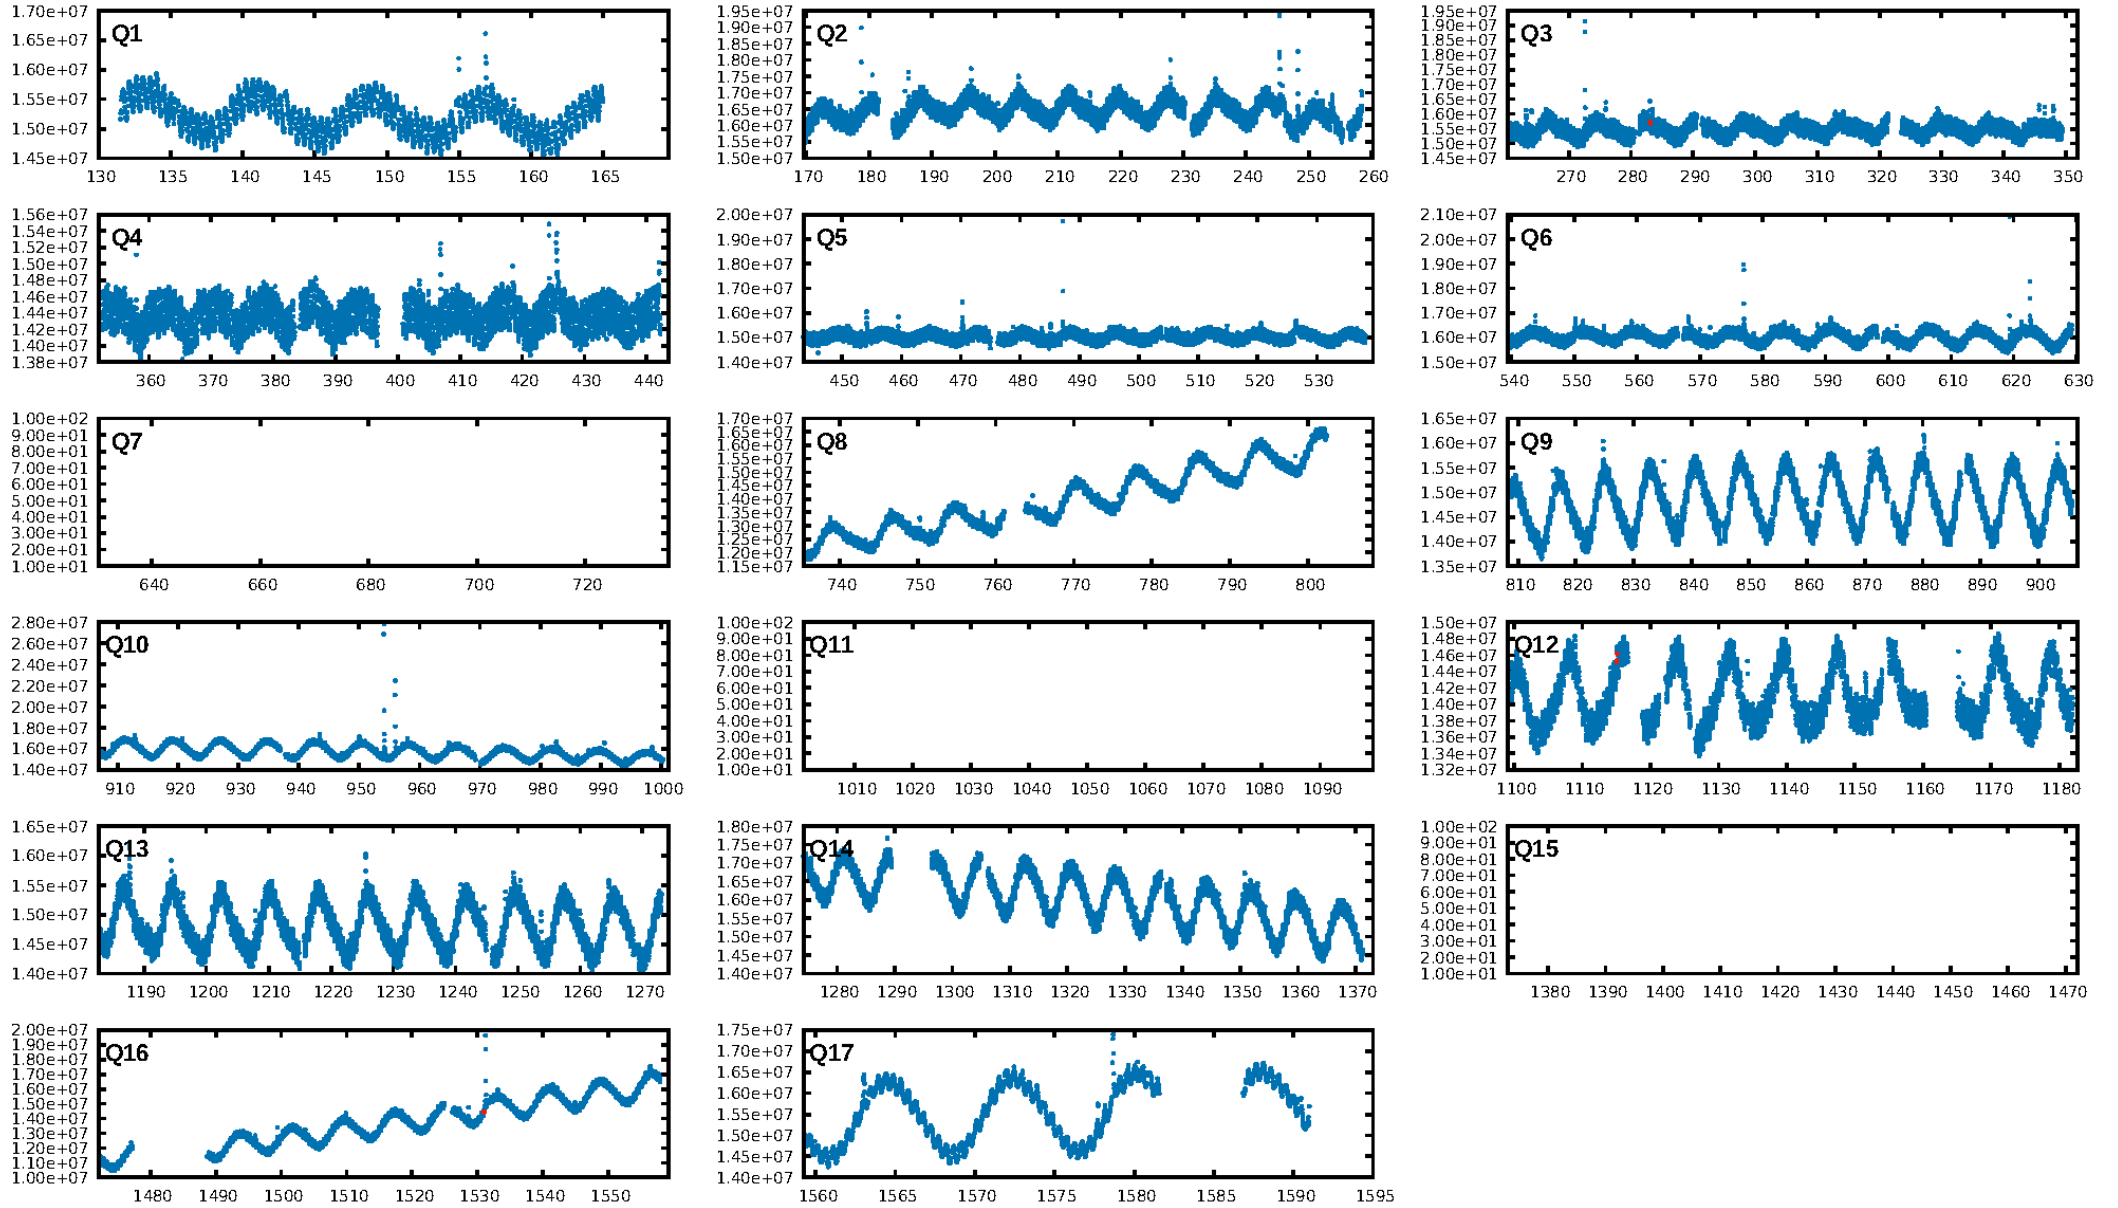 1.70e+07
1.65e+07
1.60e+07
1.55e+07
1.50e+07
1.45e+07
Q1
130 135 140 145 150 155 160 165
1.95e+07
1.90e+07
1.85e+07
1.80e+07
1.75e+07
1.70e+07
1.65e+07
1.60e+07
1.55e+07
1.50e+07
Q2
170 180 190 200 210 220 230 240 250 260
1.95e+07
1.90e+07
1.85e+07
1.80e+07
1.75e+07
1.70e+07
1.65e+07
1.60e+07
1.55e+07
1.50e+07
1.45e+07
Q3
270 280 290 300 310 320 330 340 350
1.56e+07
1.54e+07
1.52e+07
1.50e+07
1.48e+07
1.46e+07
1.44e+07
1.42e+07
1.40e+07
1.38e+07
Q4
360 370 380 390 400 410 420 430 440
2.00e+07
1.90e+07
1.80e+07
1.70e+07
1.60e+07
1.50e+07
1.40e+07
Q5
450 460 470 480 490 500 510 520 530
2.10e+07
2.00e+07
1.90e+07
1.80e+07
1.70e+07
1.60e+07
1.50e+07
Q6
540 550 560 570 580 590 600 610 620 630
1.00e+02
9.00e+01
8.00e+01
7.00e+01
6.00e+01
5.00e+01
4.00e+01
3.00e+01
2.00e+01
1.00e+01
Q7
640 660 680 700 720
1.70e+07
1.65e+07
1.60e+07
1.55e+07
1.50e+07
1.45e+07
1.40e+07
1.35e+07
1.30e+07
1.25e+07
1.20e+07
1.15e+07
Q8
740 750 760 770 780 790 800
1.65e+07
1.60e+07
1.55e+07
1.50e+07
1.45e+07
1.40e+07
1.35e+07
Q9
810 820 830 840 850 860 870 880 890 900
2.80e+07
2.60e+07
2.40e+07
2.20e+07
2.00e+07
1.80e+07
1.60e+07
1.40e+07
Q10
910 920 930 940 950 960 970 980 990 1000
1.00e+02
9.00e+01
8.00e+01
7.00e+01
6.00e+01
5.00e+01
4.00e+01
3.00e+01
2.00e+01
1.00e+01
Q11
1010 1020 1030 1040 1050 1060 1070 1080 1090
1.50e+07
1.48e+07
1.46e+07
1.44e+07
1.42e+07
1.40e+07
1.38e+07
1.36e+07
1.34e+07
1.32e+07
Q12
1100 1110 1120 1130 1140 1150 1160 1170 1180
1.65e+07
1.60e+07
1.55e+07
1.50e+07
1.45e+07
1.40e+07
Q13
1190 1200 1210 1220 1230 1240 1250 1260 1270
1.80e+07
1.75e+07
1.70e+07
1.65e+07
1.60e+07
1.55e+07
1.50e+07
1.45e+07
1.40e+07
Q14
1280 1290 1300 1310 1320 1330 1340 1350 1360 1370
1.00e+02
9.00e+01
8.00e+01
7.00e+01
6.00e+01
5.00e+01
4.00e+01
3.00e+01
2.00e+01
1.00e+01
Q15
1380 1390 1400 1410 1420 1430 1440 1450 1460 1470
2.00e+07
1.90e+07
1.80e+07
1.70e+07
1.60e+07
1.50e+07
1.40e+07
1.30e+07
1.20e+07
1.10e+07
1.00e+07
Q16
1480 1490 1500 1510 1520 1530 1540 1550
1.75e+07
1.70e+07
1.65e+07
1.60e+07
1.55e+07
1.50e+07
1.45e+07
1.40e+07
Q17
1560 1565 1570 1575 1580 1585 1590 1595